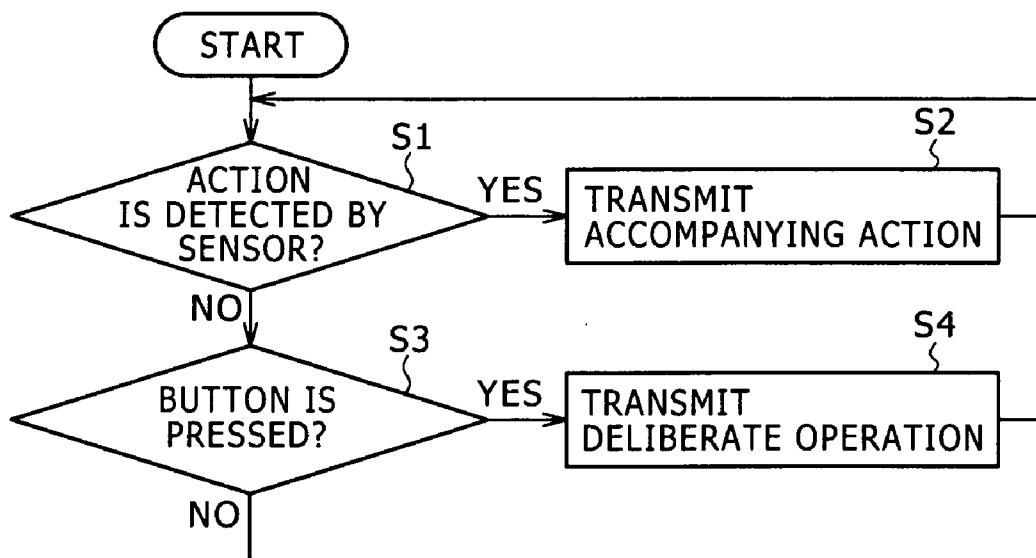 START
S1
ACTION
IS DETECTED BY
SENSOR?
YES
S2
TRANSMIT
ACCOMPANYING ACTION
NO
S3
BUTTON IS
PRESSED?
YES
S4
TRANSMIT
DELIBERATE OPERATION
NO